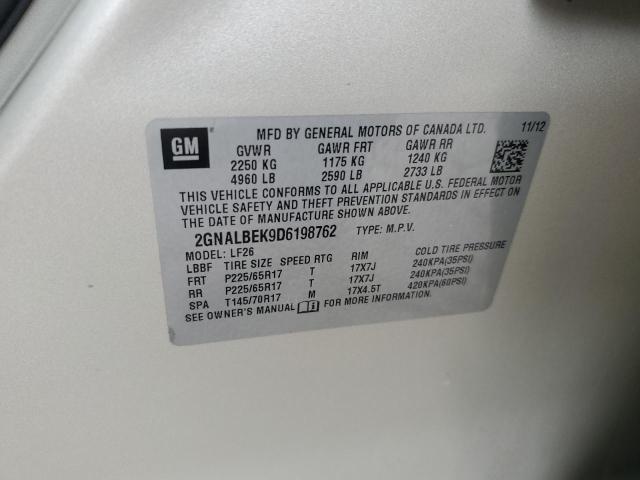 GM
MFD BY GENERAL MOTORS OF CANADA LTD. 11/12
GVWR GAWR FRT GAWR RR
2250 KG 1175 KG 1240 KG
4960 LB 2590 LB 2733 LB
THIS VEHICLE CONFORMS TO ALL APPLICABLE U.S. FEDERAL MOTOR
VEHICLE SAFETY AND THEFT PREVENTION STANDARDS IN EFFECT ON
THE DATE OF MANUFACTURE SHOWN ABOVE.
2GNALBEK9D6198762 TYPE: M.P.V.
MODEL: LF26
LBBF TIRE SIZE SPEED RTG RIM COLD TIRE PRESSURE
FRT P225/65R17 T 17X7J 240KPA(35PSI)
RR P225/65R17 T 17X7J 240KPA(35PSI)
SPA T145/70R17 M 17X4.5T 420KPA(60PSI)
SEE OWNER'S MANUAL FOR MORE INFORMATION.